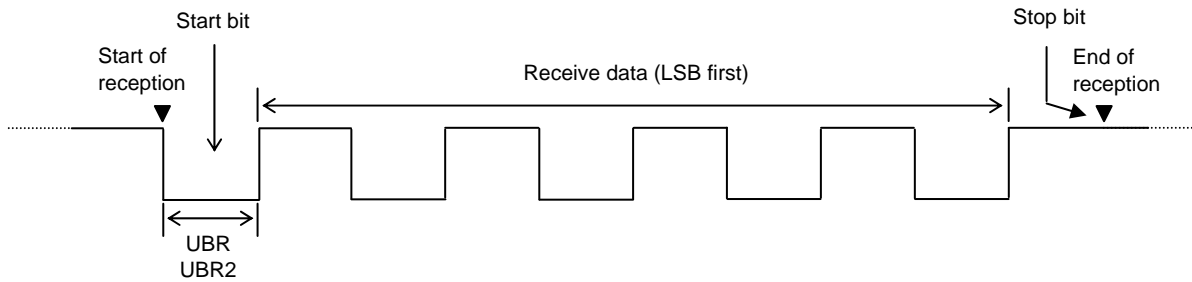 Start bit
Stop bit
Start of
reception
Receive data (LSB first)
End of
reception
UBR
UBR2